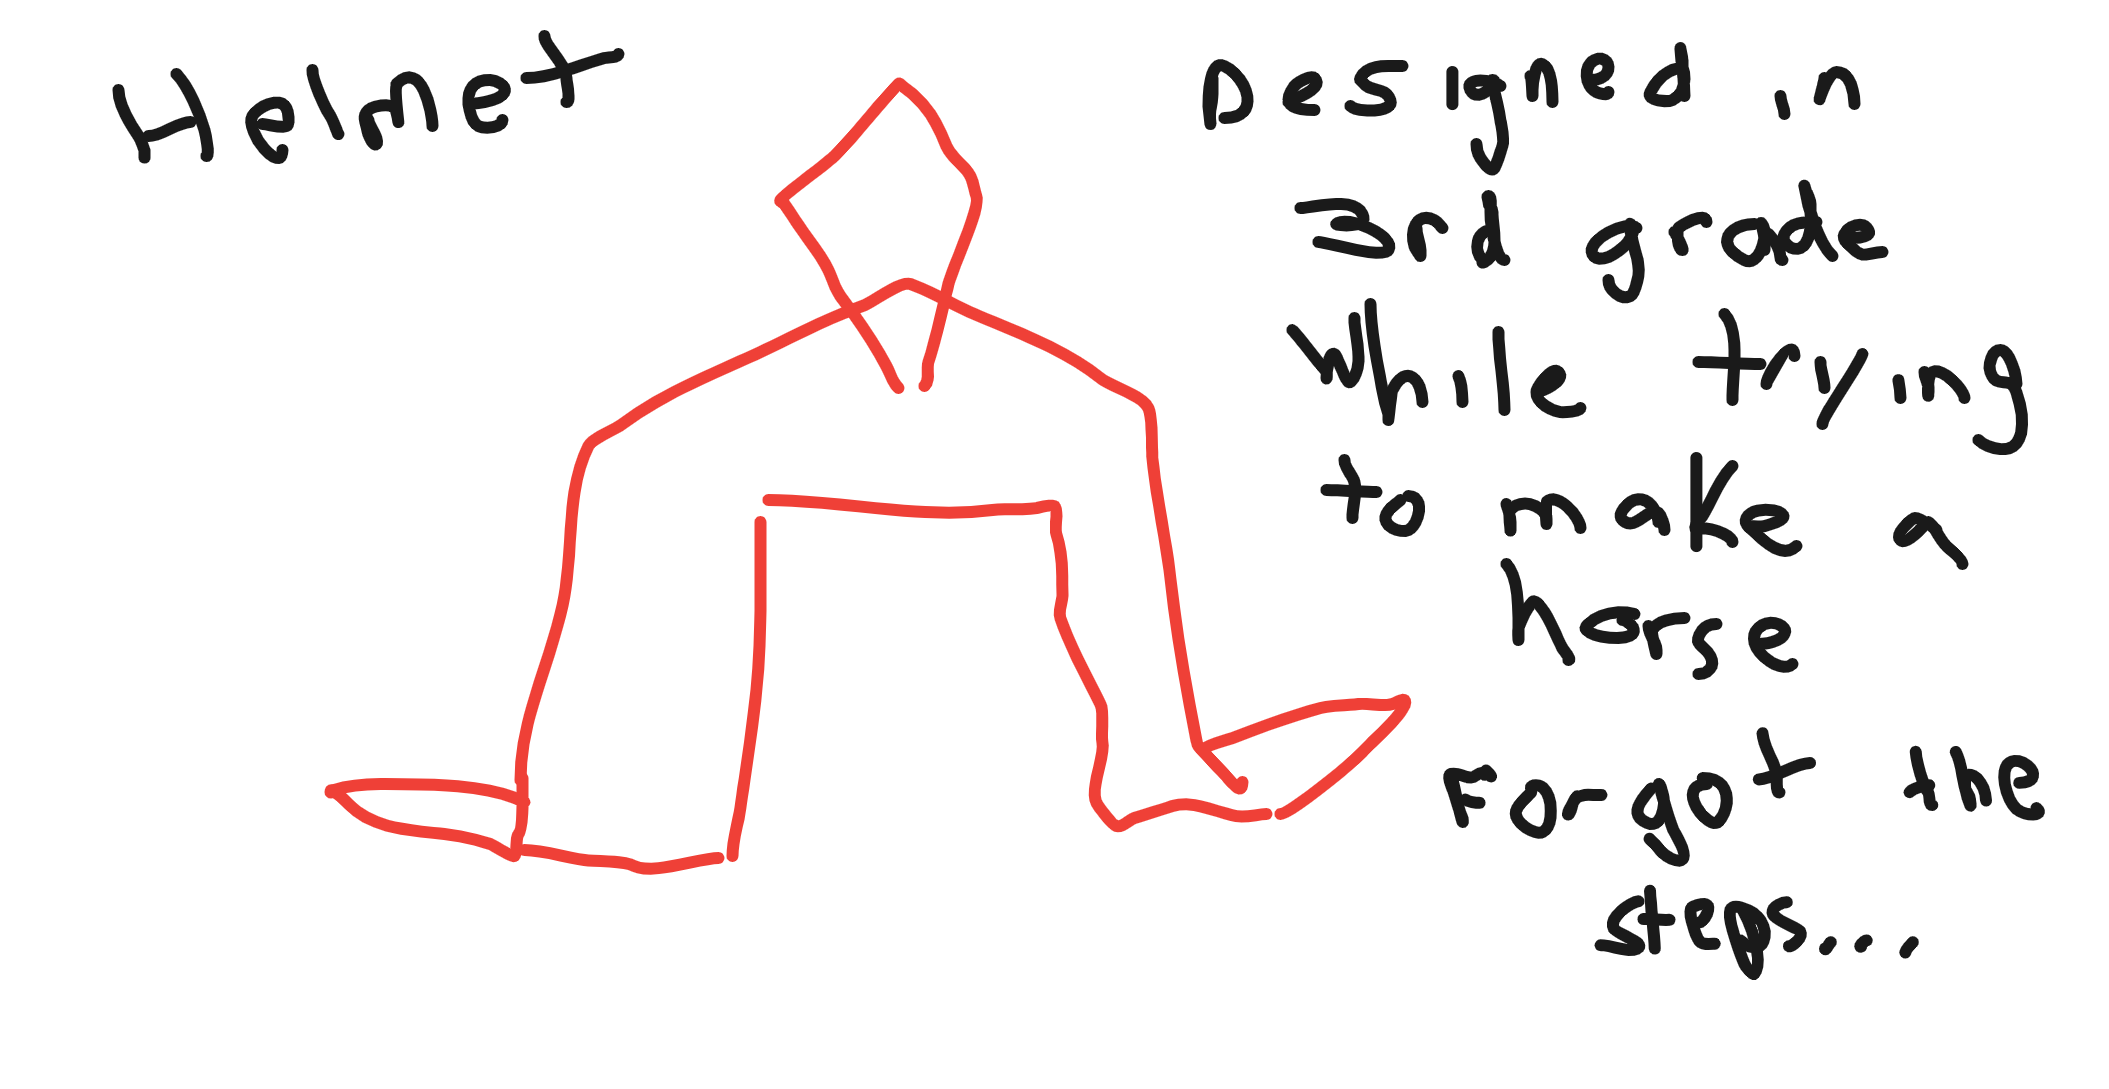 Helmet
Designed in
3rd grade
While trying
to make a
horse
Forgot the
steps...